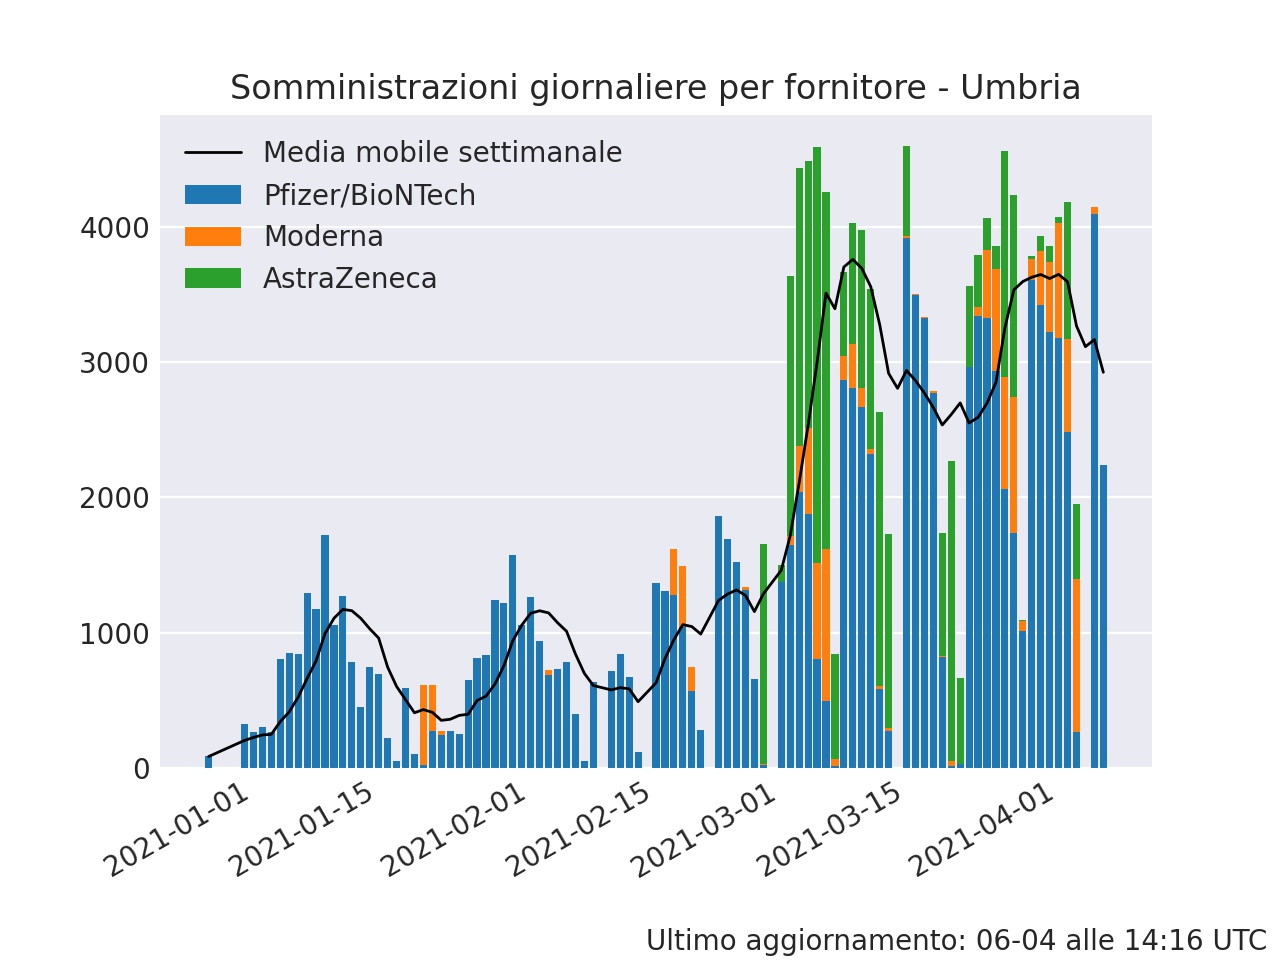 Somministrazioni giornaliere per fornitore - Umbria
Media mobile settimanale
Pfizer/BioNTech
Moderna
AstraZeneca
4000
3000
2000
1000
0
2021-01-01
2021-01-15
2021-02-01
2021-02-15
2021-03-01
2021-03-15
2021-04-01
Ultimo aggiornamento: 06-04 alle 14:16 UTC